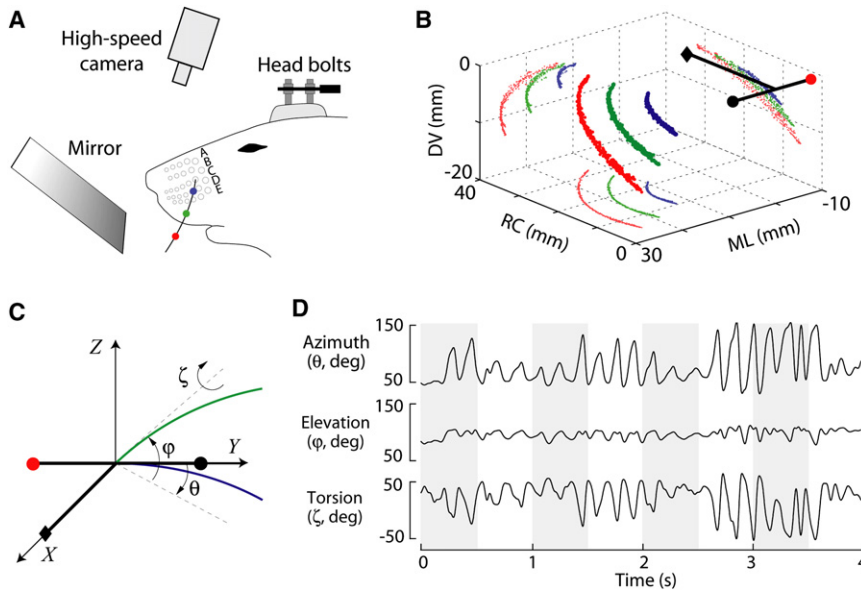 A
High-speed
camera
Head bolts
Mirror
A
B
C
D
E
B
DV (mm)
0
-20
40
RC (mm)
0
30
ML (mm)
-10
C
Z
ζ
φ
Y
θ
X
D
Azimuth
(θ, deg)
150
50
Elevation
(φ, deg)
150
50
Torsion
(ζ, deg)
50
-50
0
1
2
3
4
Time (s)